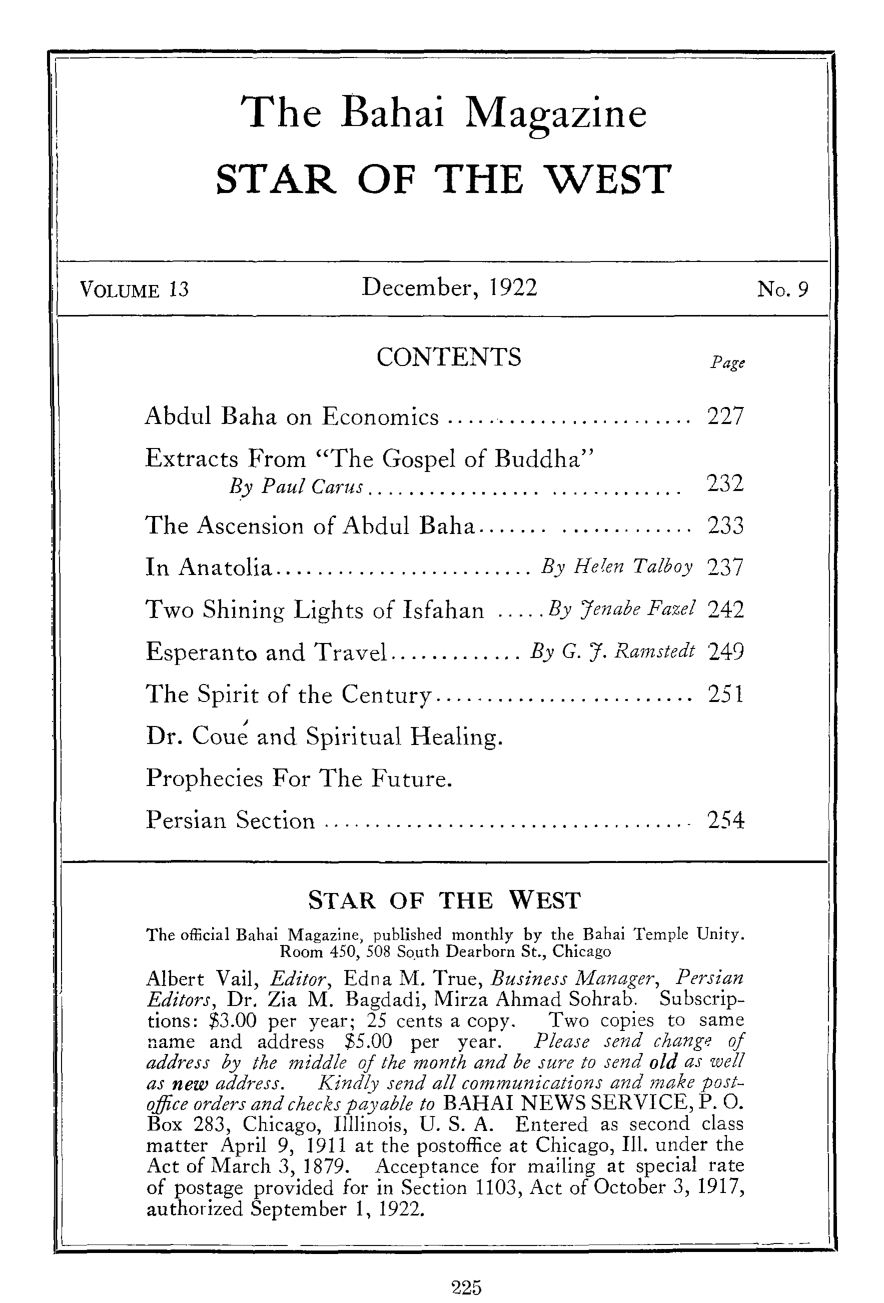 The Bahai Magazine
STAR OF THE WEST
VOLUME 13 December, 1922 No. 9
CONTENTS Page
Abdul Baha on Economics ........................ 227
Extracts From “The Gospel of Buddha”
By Paul Carus............................. 232
The Ascension of Abdul Baha.................... 233
In Anatolia......................... By Helen Talboy 237
Two Shining Lights of Isfahan .....By Jenabe Fazel 242
Esperanto and Travel............. By G. J. Ramstedt 249
The Spirit of the Century......................... 251
Dr. Coué and Spiritual Healing.
Prophecies For The Future.
Persian Section .................................... 254
STAR OF THE WEST
The official Bahai Magazine, published monthly by the Bahai Temple Unity.
Room 450, 508 South Dearborn St., Chicago
Albert Vail, Editor, Edna M. True, Business Manager, Persian
Editors, Dr. Zia M. Bagdadi, Mirza Ahmad Sohrab. Subscrip-
tions: $3.00 per year; 25 cents a copy. Two copies to same
name and address $5.00 per year. Please send change of
address by the middle of the month and be sure to send old as well
as new address. Kindly send all communications and make post-
office orders and checks payable to BAHAI NEWS SERVICE, P. O.
Box 283, Chicago, Illlinois, U. S. A. Entered as second class
matter April 9, 1911 at the postoffice at Chicago, Ill. under the
Act of March 3, 1879. Acceptance for mailing at special rate
of postage provided for in Section 1103, Act of October 3, 1917,
authorized September 1, 1922.
225